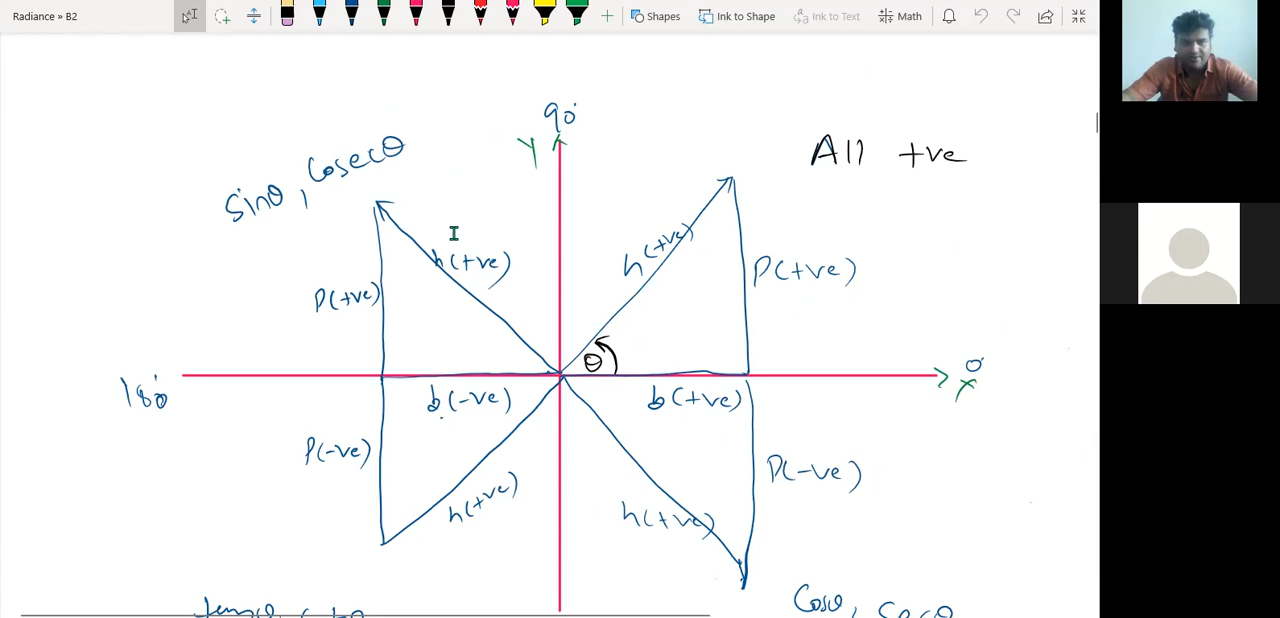 Radiance » B2
Shapes
Ink to Shape
Ink to Text
Math
90°
Y
All +ve
sinθ, cosecθ
h(+ve)
h(+ve)
P(+ve)
P(+ve)
θ
0°
X
180°
b(-ve)
b(+ve)
P(-ve)
P(-ve)
h(+ve)
h(+ve)
Cosθ, Secθ